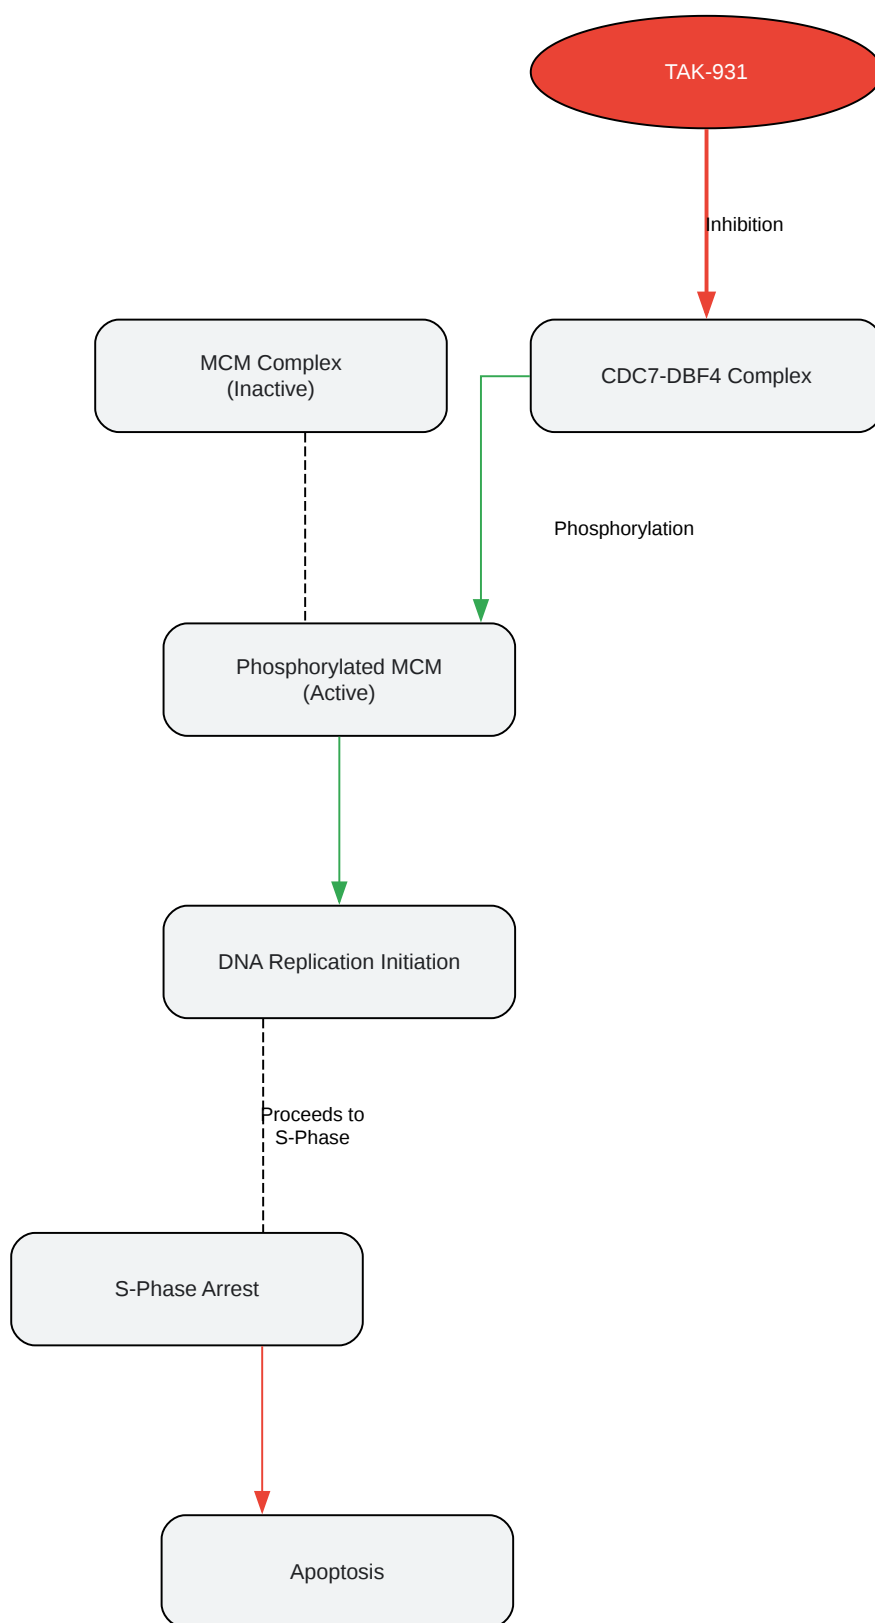 TAK-931
Inhibition
MCM Complex
(Inactive)
CDC7-DBF4 Complex
Phosphorylation
Phosphorylated MCM
(Active)
DNA Replication Initiation
Proceeds to
S-Phase
S-Phase Arrest
Apoptosis